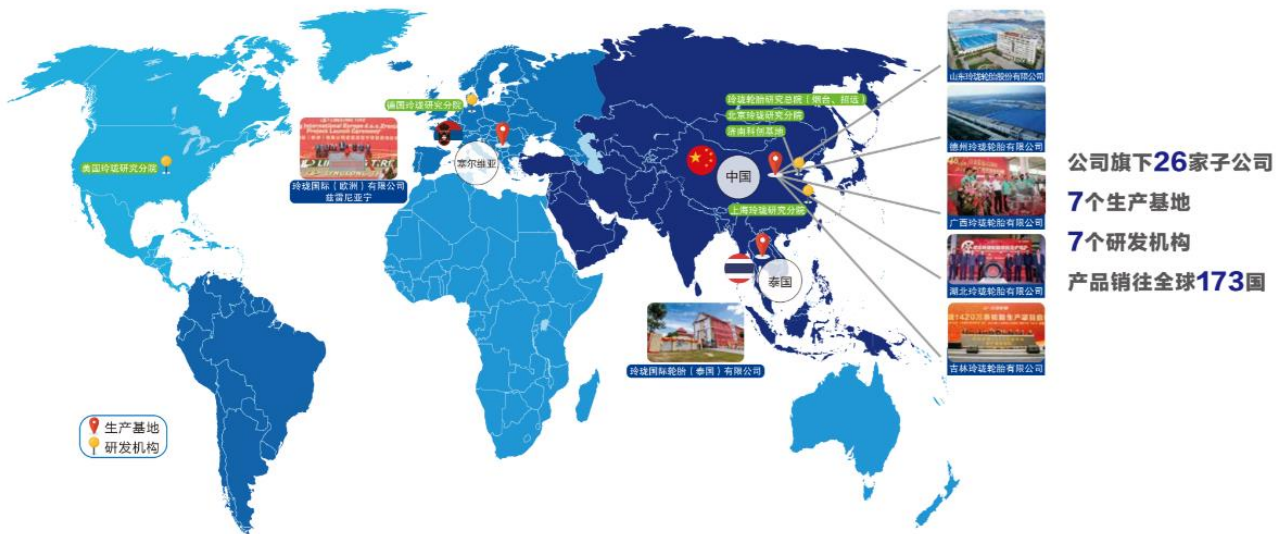 美国玲珑研究分院
德国玲珑研究分院
塞尔维亚
玲珑国际（欧洲）有限公司
兹雷尼亚宁
玲珑轮胎研究总院（烟台、招远）
北京玲珑研究分院
济南科创基地
中国
上海玲珑研究分院
泰国
玲珑国际轮胎（泰国）有限公司
山东玲珑轮胎股份有限公司
德州玲珑轮胎有限公司
广西玲珑轮胎有限公司
湖北玲珑轮胎有限公司
吉林玲珑轮胎有限公司
公司旗下26家子公司
7个生产基地
7个研发机构
产品销往全球173国
生产基地
研发机构